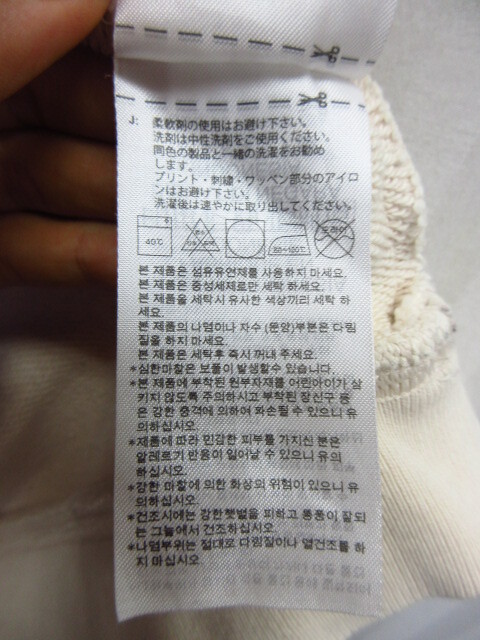 J: 柔軟剤の使用はお避け下さい。
洗剤は中性洗剤をご使用ください。
同色の製品と一緒の洗濯をお勧め
します。
プリント・刺繍・ワッペン部分のアイロ
ンはお避け下さい。
洗濯後は速やかに取り出してください。
40℃
80~100℃
ドライ
본 제품은 섬유유연제를 사용하지 마세요.
본 제품은 중성세제로만 세탁 하세요.
본 제품을 세탁시 유사한 색상끼리 세탁 하
세요.
본 제품의 나염이나 자수 (문양)부분은 다림
질을 하지 마세요.
본 제품은 세탁후 즉시 꺼내 주세요.
*심한마찰은 보풀이 발생할수 있습니다.
*본 제품에 부착된 원부자재를 어린아이가 삼
키지 않도록 주의하시고 부착된 장신구 등
은 강한 충격에 의하여 파손될 수 있으니 유
의하십시오.
*제품에 따라 민감한 피부를 가지신 분은
알레르기 반응이 일어날 수 있으니 유의
하십시오.
*강한 마찰에 의한 화상의 위험이 있으니 유
의하십시오.
*건조시에는 강한햇볕을 피하고 통풍이 잘되
는 그늘에서 건조하십시오.
*나염부위는 절대로 다림질이나 열건조를 하
지 마십시오.